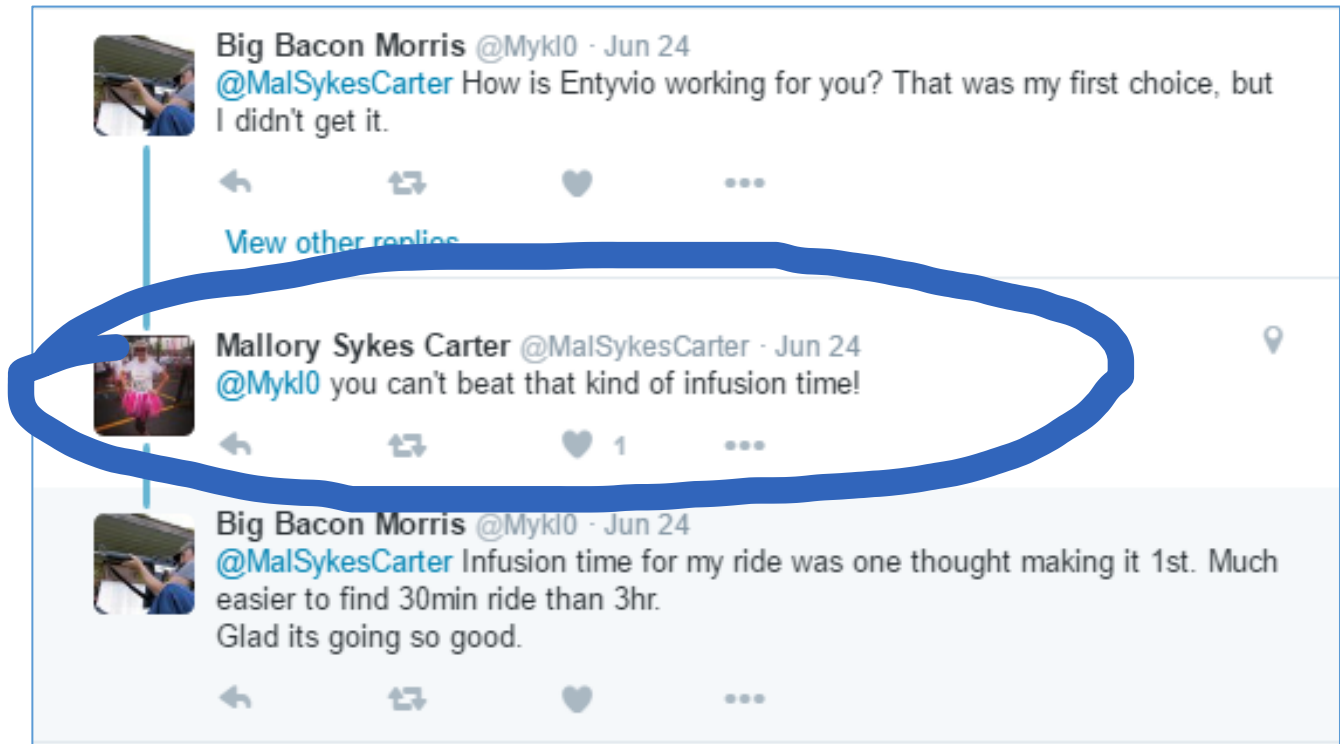 Big Bacon Morris @Mykl0 · Jun 24
@MalSykesCarter How is Entyvio working for you? That was my first choice, but
I didn't get it.
View other replies
Mallory Sykes Carter @MalSykesCarter · Jun 24
@Mykl0 you can't beat that kind of infusion time!
1
Big Bacon Morris @Mykl0 · Jun 24
@MalSykesCarter Infusion time for my ride was one thought making it 1st. Much
easier to find 30min ride than 3hr.
Glad its going so good.